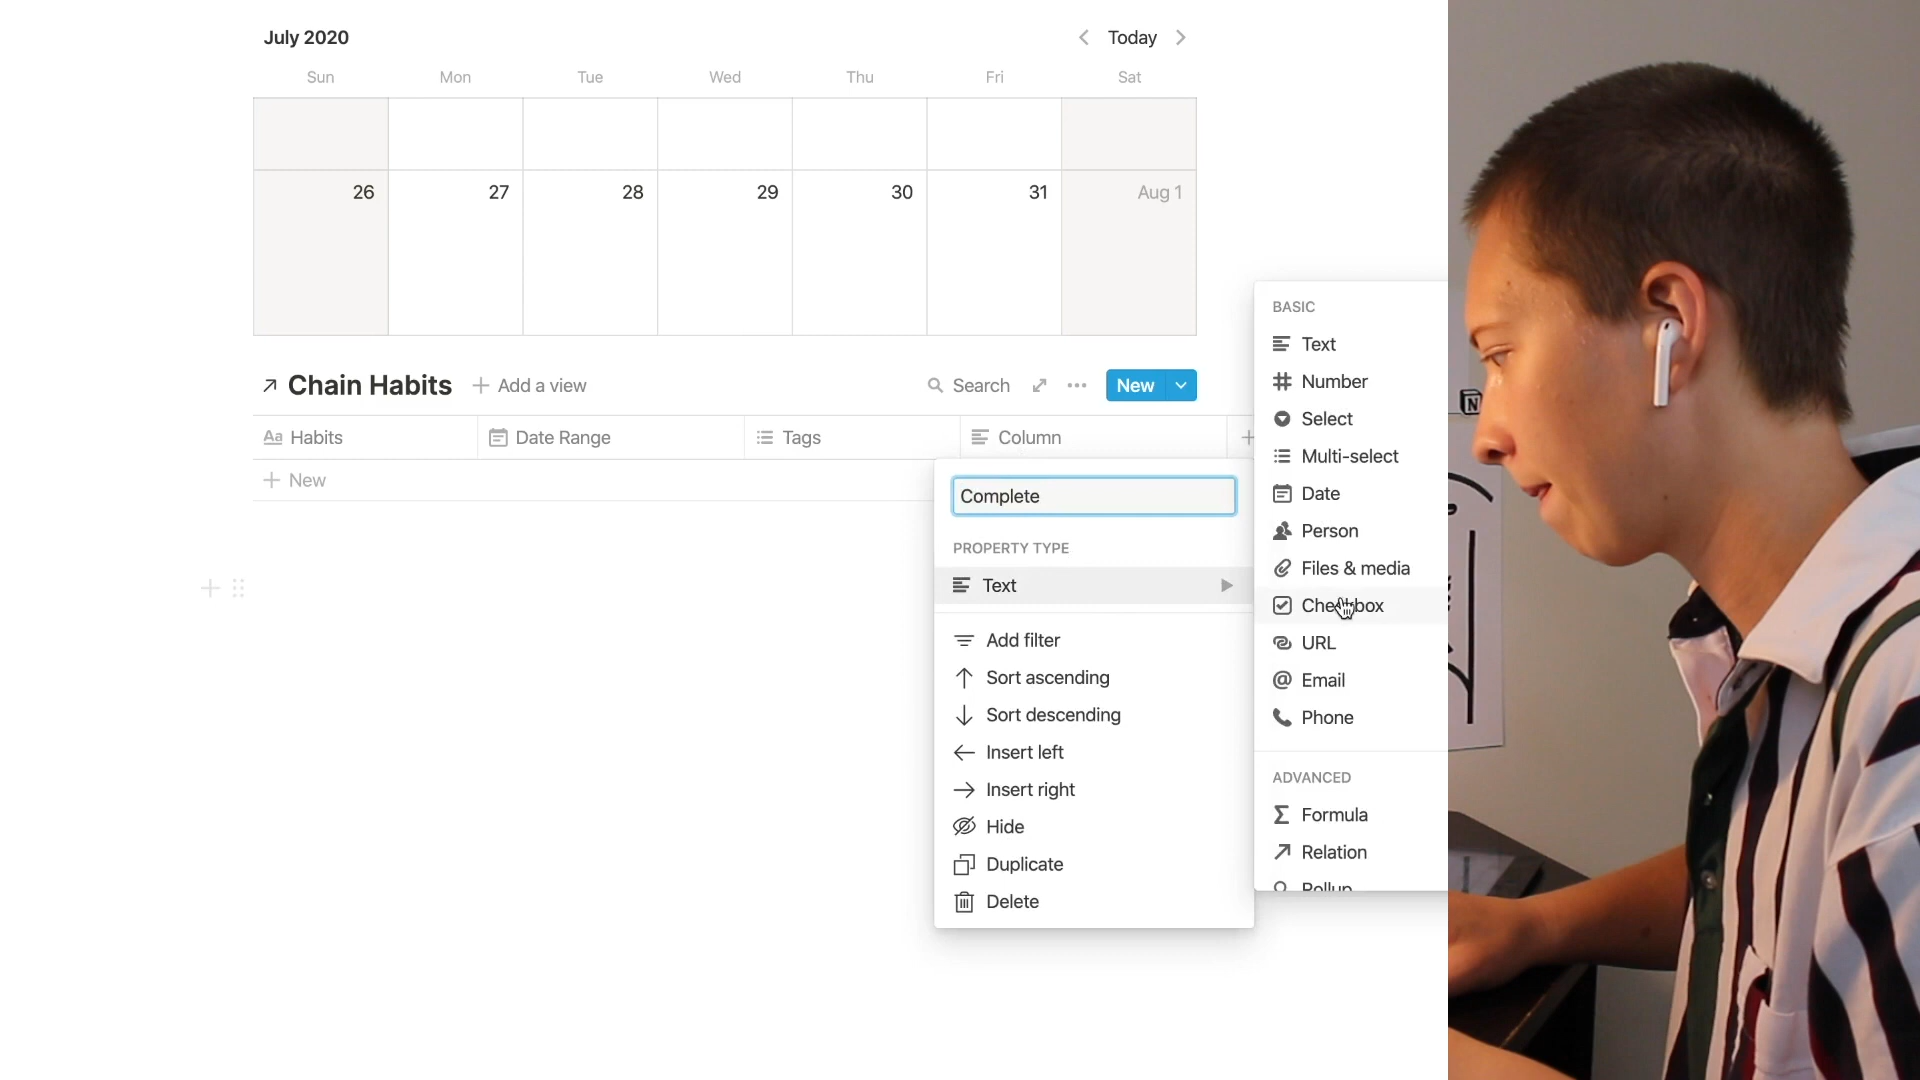 July 2020
Today
Sun Mon Tue Wed Thu Fri Sat
26 27 28 29 30 31 Aug 1
Chain Habits
Add a view
Search
New
Aa Habits
Date Range
Tags
Column
New
Complete
PROPERTY TYPE
Text
Add filter
Sort ascending
Sort descending
Insert left
Insert right
Hide
Duplicate
Delete
BASIC
Text
Number
Select
Multi-select
Date
Person
Files & media
Checkbox
URL
Email
Phone
ADVANCED
Formula
Relation
Rollup
N